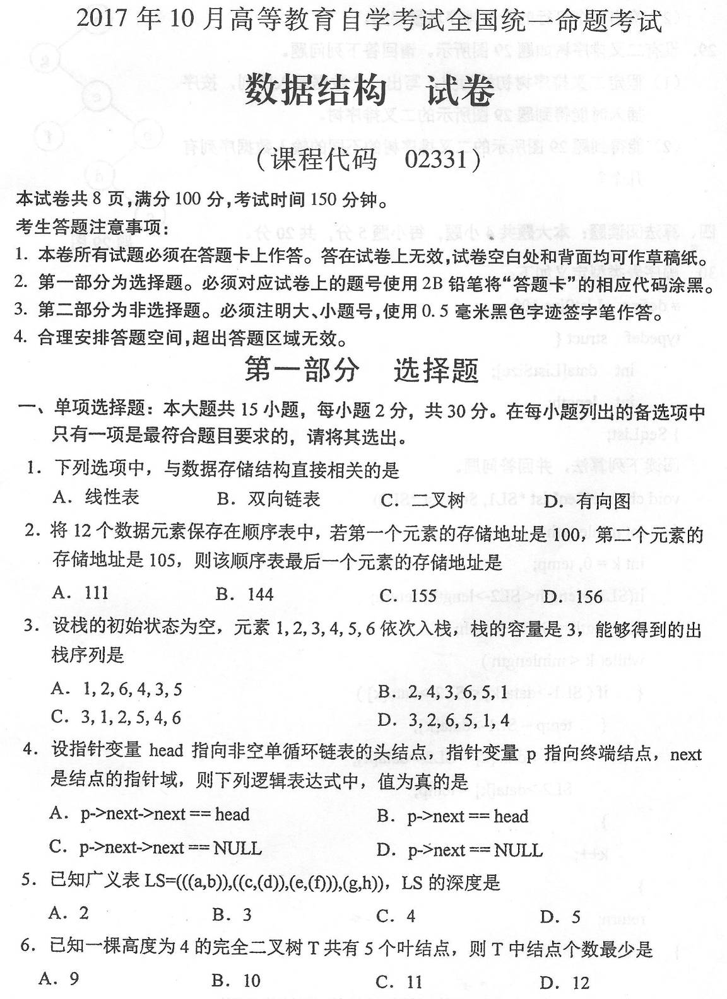 2017 年 10 月高等教育自学考试全国统一命题考试
数据结构 试卷
（课程代码 02331）
本试卷共 8 页,满分 100 分,考试时间 150 分钟。
考生答题注意事项:
1. 本卷所有试题必须在答题卡上作答。答在试卷上无效,试卷空白处和背面均可作草稿纸。
2. 第一部分为选择题。必须对应试卷上的题号使用 2B 铅笔将“答题卡”的相应代码涂黑。
3. 第二部分为非选择题。必须注明大、小题号,使用 0.5 毫米黑色字迹签字笔作答。
4. 合理安排答题空间,超出答题区域无效。
第一部分 选择题
一、单项选择题：本大题共 15 小题，每小题 2 分，共 30 分。在每小题列出的备选项中
只有一项是最符合题目要求的，请将其选出。
1．下列选项中，与数据存储结构直接相关的是
A．线性表 B．双向链表 C．二叉树 D．有向图
2．将 12 个数据元素保存在顺序表中，若第一个元素的存储地址是 100，第二个元素的
存储地址是 105，则该顺序表最后一个元素的存储地址是
A．111 B．144 C．155 D．156
3．设栈的初始状态为空，元素 1, 2, 3, 4, 5, 6 依次入栈，栈的容量是 3，能够得到的出
栈序列是
A．1, 2, 6, 4, 3, 5 B．2, 4, 3, 6, 5, 1
C．3, 1, 2, 5, 4, 6 D．3, 2, 6, 5, 1, 4
4．设指针变量 head 指向非空单循环链表的头结点，指针变量 p 指向终端结点，next
是结点的指针域，则下列逻辑表达式中，值为真的是
A．p->next->next == head B．p->next == head
C．p->next->next == NULL D．p->next == NULL
5．已知广义表 LS=(((a,b)),((c,(d)),(e,(f))),(g,h))，LS 的深度是
A．2 B．3 C．4 D．5
6．已知一棵高度为 4 的完全二叉树 T 共有 5 个叶结点，则 T 中结点个数最少是
A．9 B．10 C．11 D．12